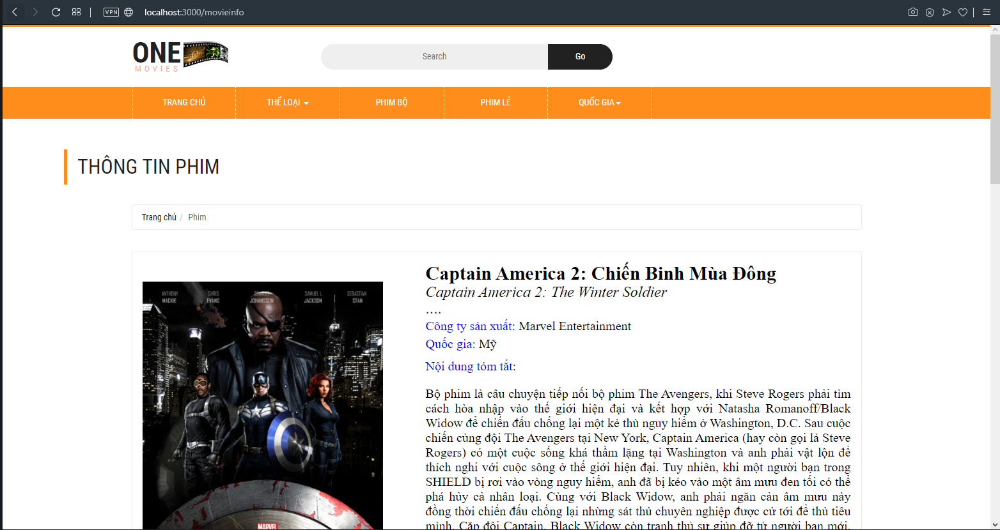 VPN
localhost:3000/movieinfo
ONE
film
MOVIES
Search
Go
TRANG CHỦ
THỂ LOẠI
PHIM BỘ
PHIM LẺ
QUỐC GIA
THÔNG TIN PHIM
Trang chủ / Phim
ANTHONY
MACKIE
CHRIS
EVANS
SCARLETT
JOHANSSON
SAMUEL L.
JACKSON
SEBASTIAN
STAN
MARVEL
Captain America 2: Chiến Binh Mùa Đông
Captain America 2: The Winter Soldier
....
Công ty sản xuất: Marvel Entertainment
Quốc gia: Mỹ
Nội dung tóm tắt:
Bộ phim là câu chuyện tiếp nối bộ phim The Avengers, khi Steve Rogers phải tìm
cách hòa nhập vào thế giới hiện đại và kết hợp với Natasha Romanoff/Black
Widow để chiến đấu chống lại một kẻ thù nguy hiểm ở Washington, D.C. Sau cuộc
chiến cùng đội The Avengers tại New York, Captain America (hay còn gọi là Steve
Rogers) có một cuộc sống khá thầm lặng tại Washington và anh phải vật lộn để
thích nghi với cuộc sông ở thế giới hiện đại. Tuy nhiên, khi một người bạn trong
SHIELD bị rơi vào vòng nguy hiểm, anh đã bị kéo vào một âm mưu đen tối có thể
phá hủy cả nhân loại. Cùng với Black Widow, anh phải ngăn cản âm mưu này
đồng thời chiến đấu chống lại những sát thủ chuyên nghiệp được cử tới để thủ tiêu
mình. Cặp đôi Captain, Black Widow còn tranh thủ sự giúp đỡ từ người bạn mới,